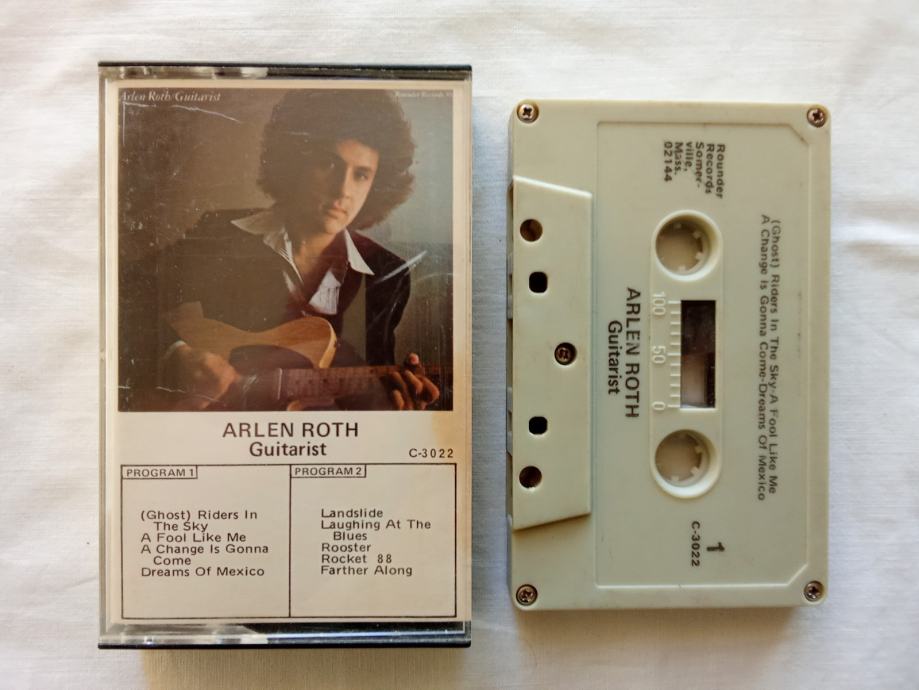 Arlen Roth/Guitarist
Rounder Records
ARLEN ROTH
Guitarist
C-3022
PROGRAM 1
(Ghost) Riders In
The Sky
A Fool Like Me
A Change Is Gonna
Come
Dreams Of Mexico
PROGRAM 2
Landslide
Laughing At The
Blues
Rooster
Rocket 88
Farther Along
Rounder
Records
Somer-
ville,
Mass.
02144
(Ghost) Riders In The Sky-A Fool Like Me
A Change Is Gonna Come-Dreams Of Mexico
100 50 0
ARLEN ROTH
Guitarist
1
C-3022